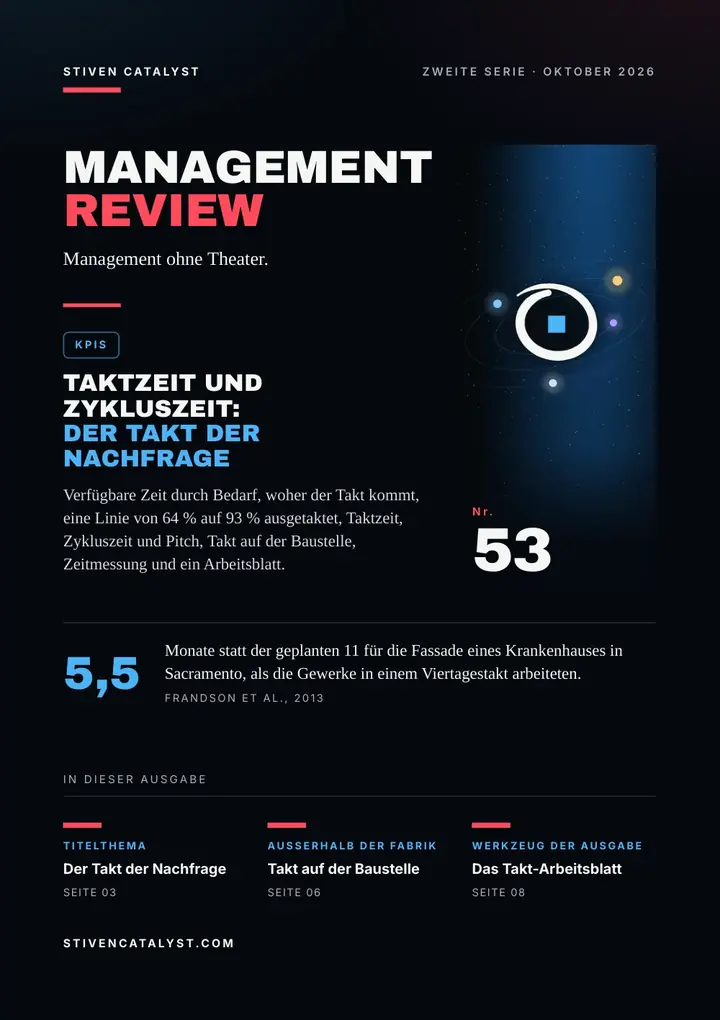 STIVEN CATALYST
ZWEITE SERIE · OKTOBER 2026
MANAGEMENT
REVIEW
Management ohne Theater.
KPIS
TAKTZEIT UND
ZYKLUSZEIT:
DER TAKT DER
NACHFRAGE
Verfügbare Zeit durch Bedarf, woher der Takt kommt,
eine Linie von 64 % auf 93 % ausgetaktet, Taktzeit,
Zykluszeit und Pitch, Takt auf der Baustelle,
Zeitmessung und ein Arbeitsblatt.
Nr.
53
5,5
Monate statt der geplanten 11 für die Fassade eines Krankenhauses in
Sacramento, als die Gewerke in einem Viertagestakt arbeiteten.
FRANDSON ET AL., 2013
IN DIESER AUSGABE
TITELTHEMA
Der Takt der Nachfrage
SEITE 03
AUSSERHALB DER FABRIK
Takt auf der Baustelle
SEITE 06
WERKZEUG DER AUSGABE
Das Takt-Arbeitsblatt
SEITE 08
STIVENCATALYST.COM